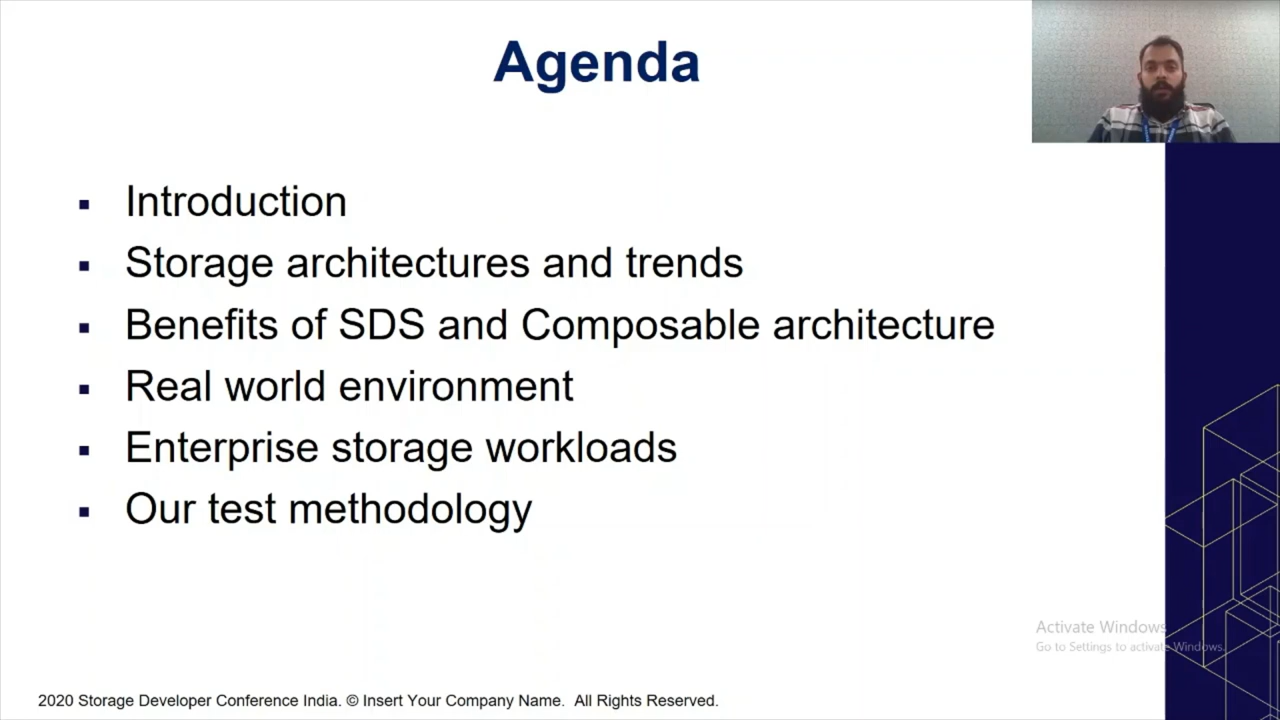 Agenda
Introduction
Storage architectures and trends
Benefits of SDS and Composable architecture
Real world environment
Enterprise storage workloads
Our test methodology
Activate Windows
Go to Settings to activate Windows.
2020 Storage Developer Conference India. © Insert Your Company Name. All Rights Reserved.